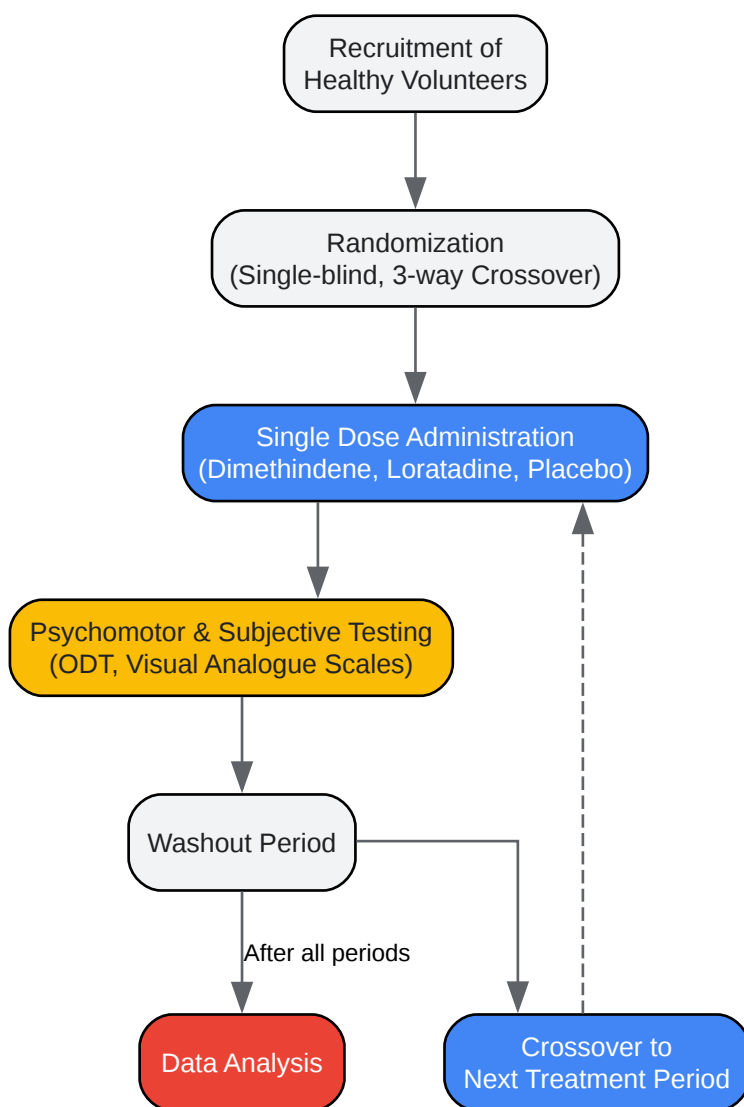 Recruitment of
Healthy Volunteers
Randomization
(Single-blind, 3-way Crossover)
Single Dose Administration
(Dimethindene, Loratadine, Placebo)
Psychomotor & Subjective Testing
(ODT, Visual Analogue Scales)
Washout Period
After all periods
Data Analysis
Crossover to
Next Treatment Period